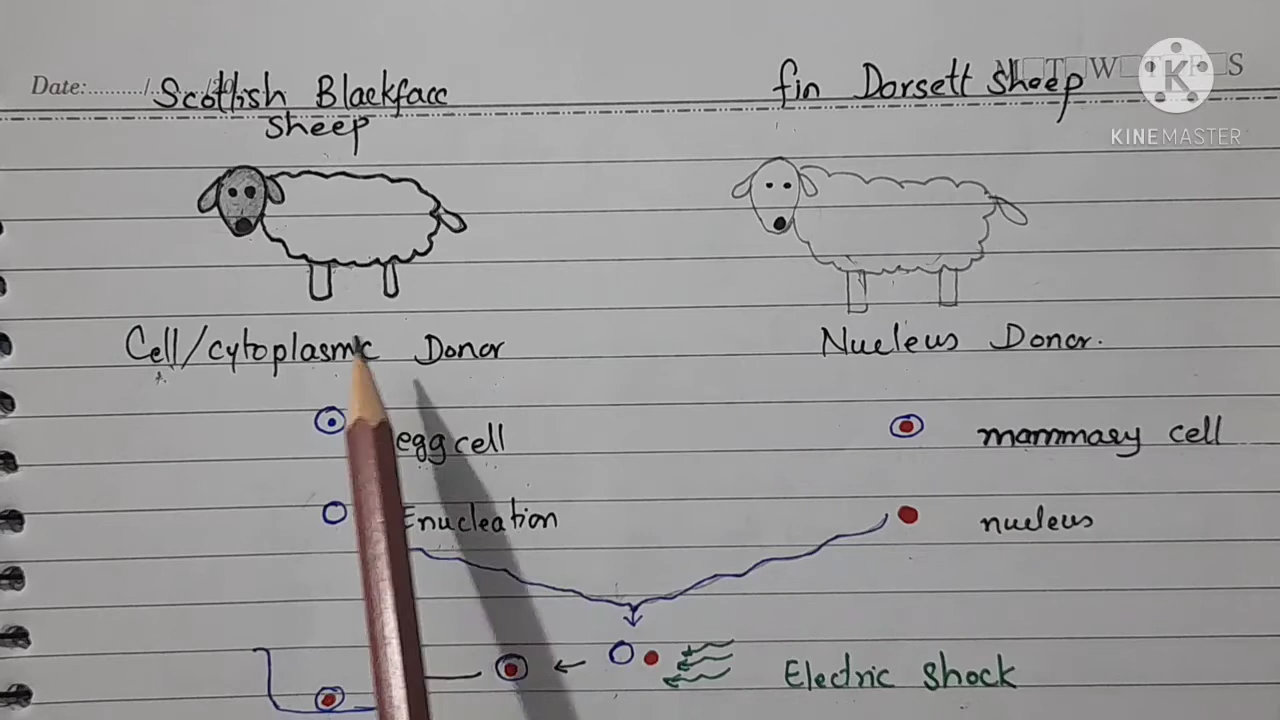 Date:........../..
Scottish Blackface
Sheep
fin Dorsett Sheep
W S
KINEMASTER
Cell/cytoplasmic Donor
Nucleus Donor.
egg cell
mammary cell
Enucleation
nucleus
Electric Shock